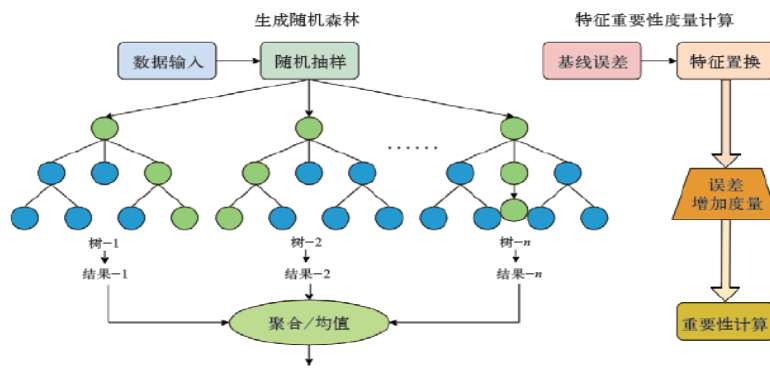 生成随机森林
特征重要性度量计算
数据输入
随机抽样
基线误差
特征置换
......
误差
增加度量
树-1
树-2
树-n
结果-1
结果-2
结果-n
聚合/均值
重要性计算